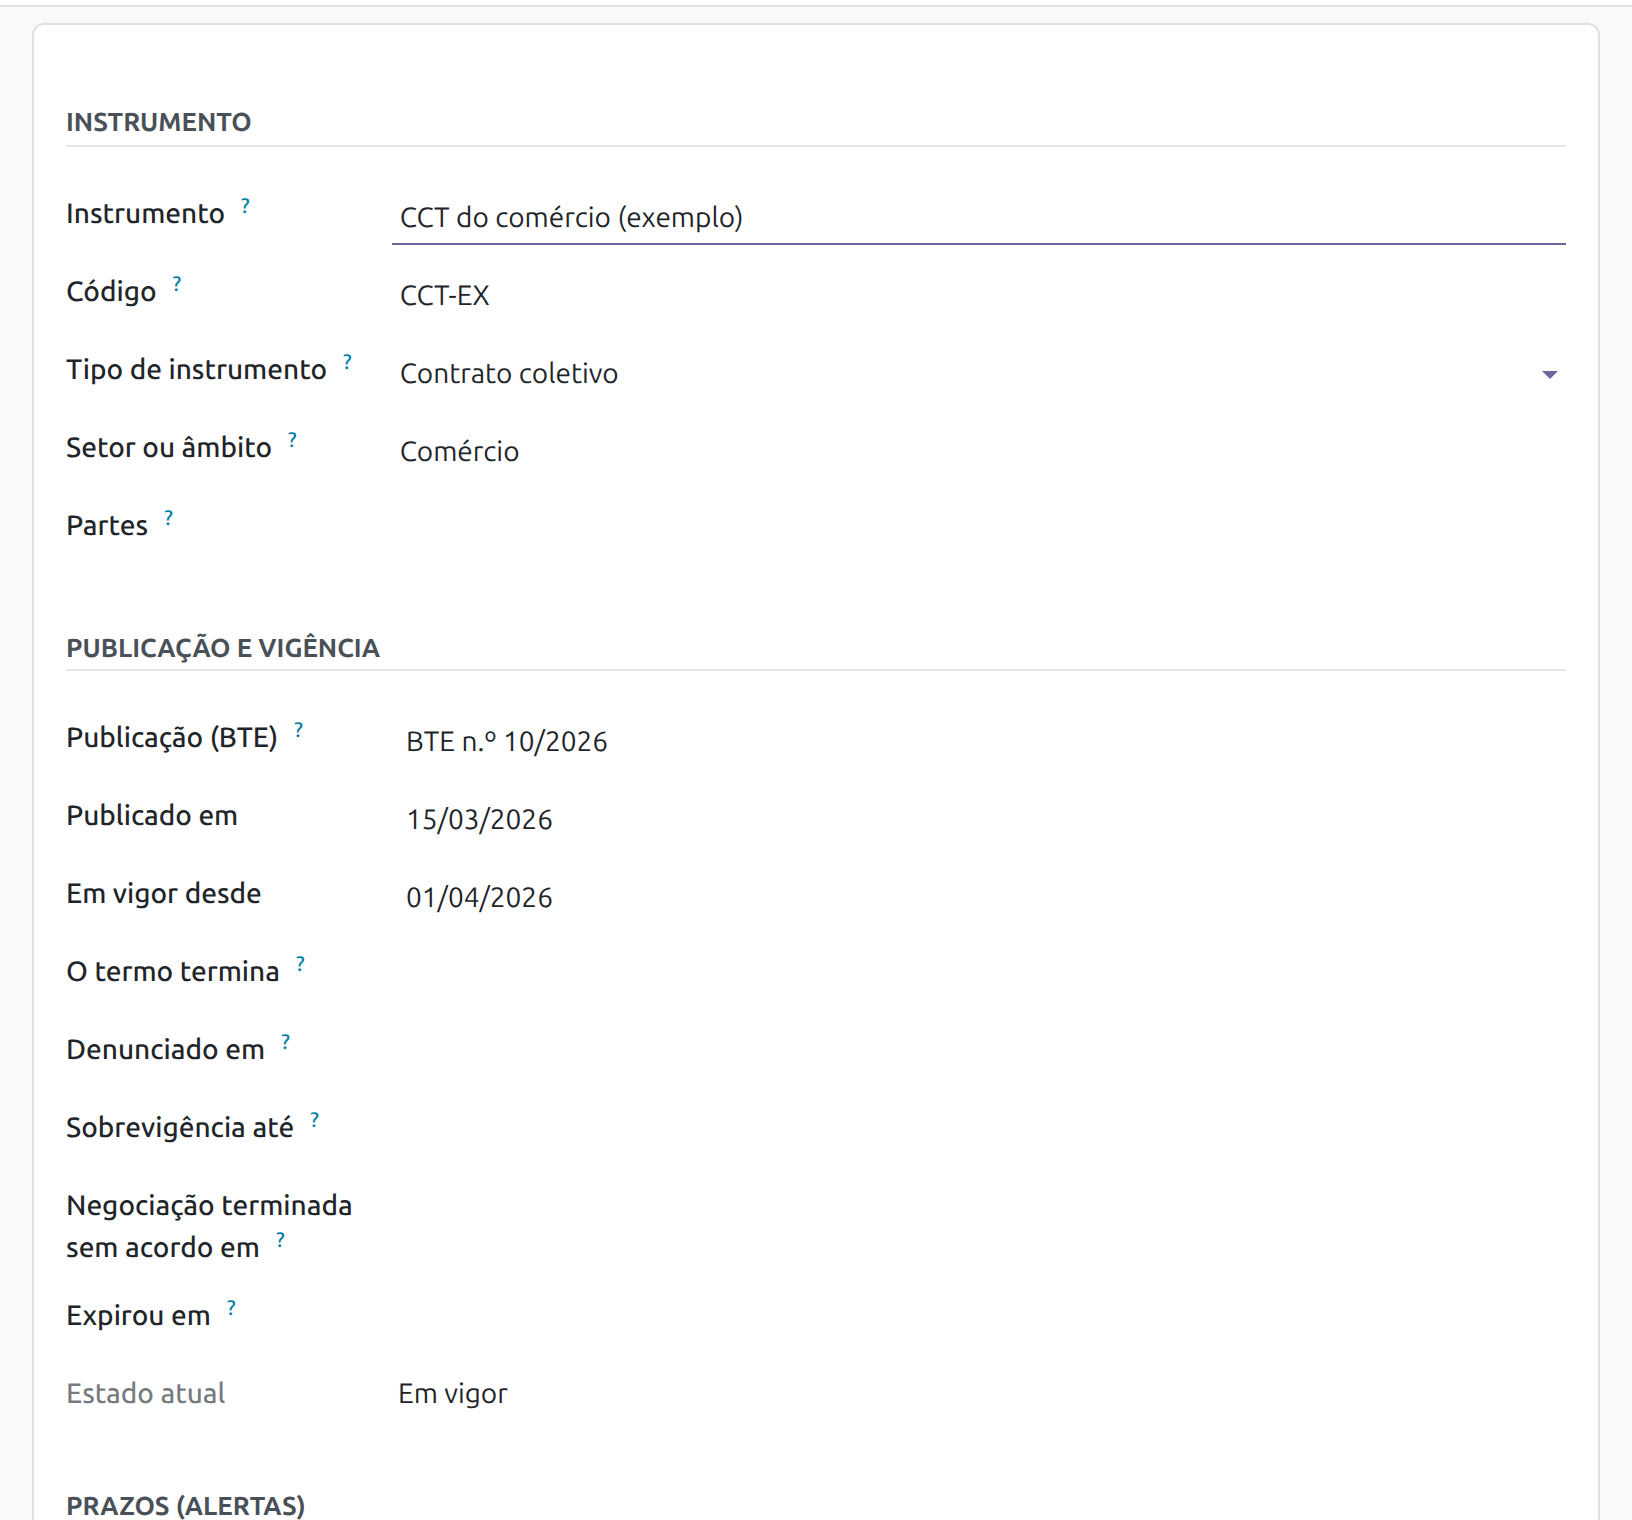 INSTRUMENTO
Instrumento ? CCT do comércio (exemplo)
Código ? CCT-EX
Tipo de instrumento ? Contrato coletivo
Setor ou âmbito ? Comércio
Partes ?
PUBLICAÇÃO E VIGÊNCIA
Publicação (BTE) ? BTE n.º 10/2026
Publicado em 15/03/2026
Em vigor desde 01/04/2026
O termo termina ?
Denunciado em ?
Sobrevigência até ?
Negociação terminada
sem acordo em ?
Expirou em ?
Estado atual Em vigor
PRAZOS (ALERTAS)